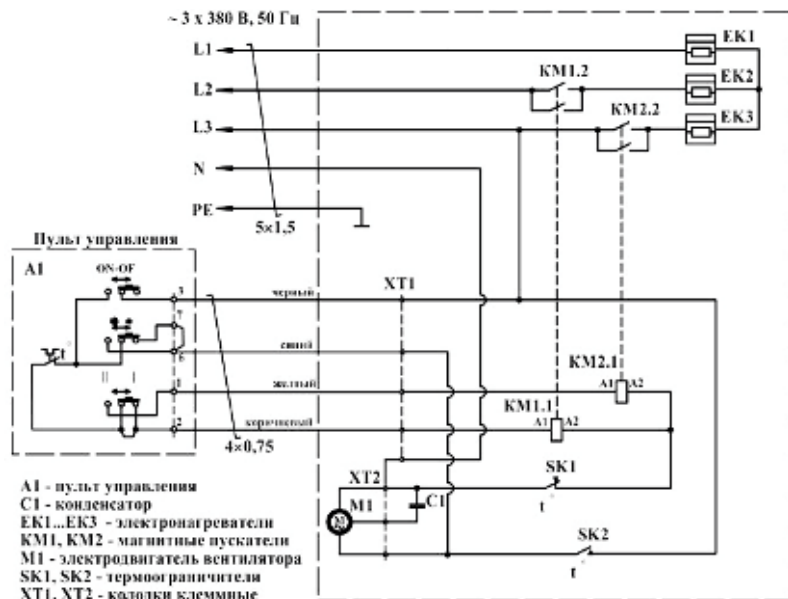 ~ 3 x 380 В, 50 Гц
L1
L2
L3
N
PE
5×1,5
EK1
EK2
EK3
KM1.2
KM2.2
Пульт управления
A1
ON-OF
t
3
7
6
1
2
II I
черный
синий
желтый
коричневый
4×0,75
XT1
KM2.1
A1 A2
KM1.1
A1 A2
XT2
M1
M
C1
SK1
t
SK2
t
A1 - пульт управления
C1 - конденсатор
EK1...EK3 - электронагреватели
KM1, KM2 - магнитные пускатели
M1 - электродвигатель вентилятора
SK1, SK2 - термоограничители
XT1, XT2 - колодки клеммные